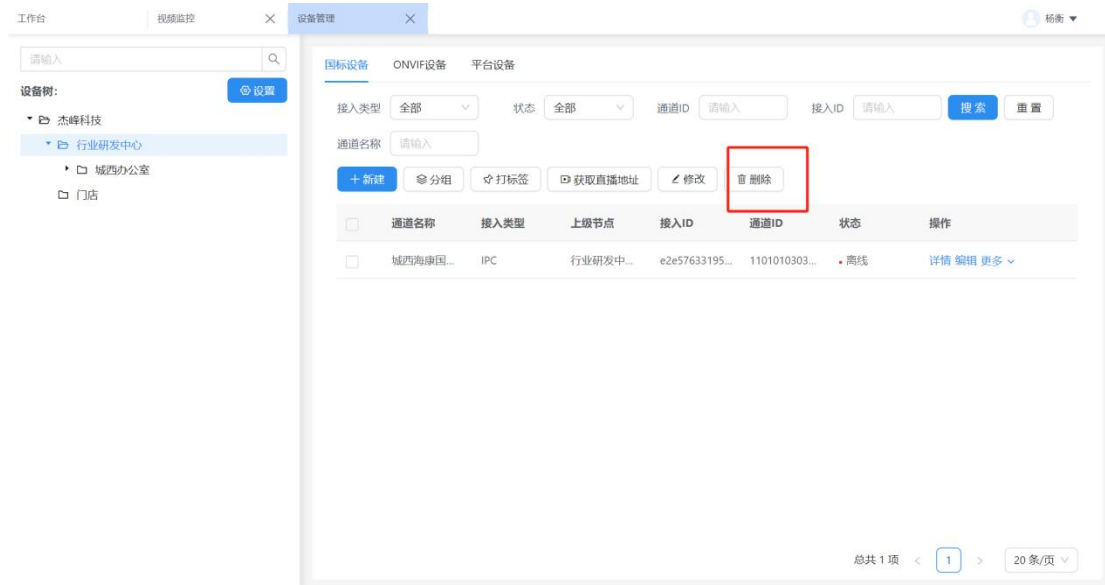 工作台 视频监控 设备管理 杨衡
请输入
设备树: 设置
杰峰科技
行业研发中心
城西办公室
门店
国标设备 ONVIF设备 平台设备
接入类型 全部 状态 全部 通道ID 请输入 接入ID 请输入 搜索 重置
通道名称 请输入
新建 分组 打标签 获取直播地址 修改 删除
通道名称 接入类型 上级节点 接入ID 通道ID 状态 操作
城西海康国... IPC 行业研发中... e2e57633195... 1101010303... 离线 详情 编辑 更多
总共 1 项 < 1 > 20 条/页